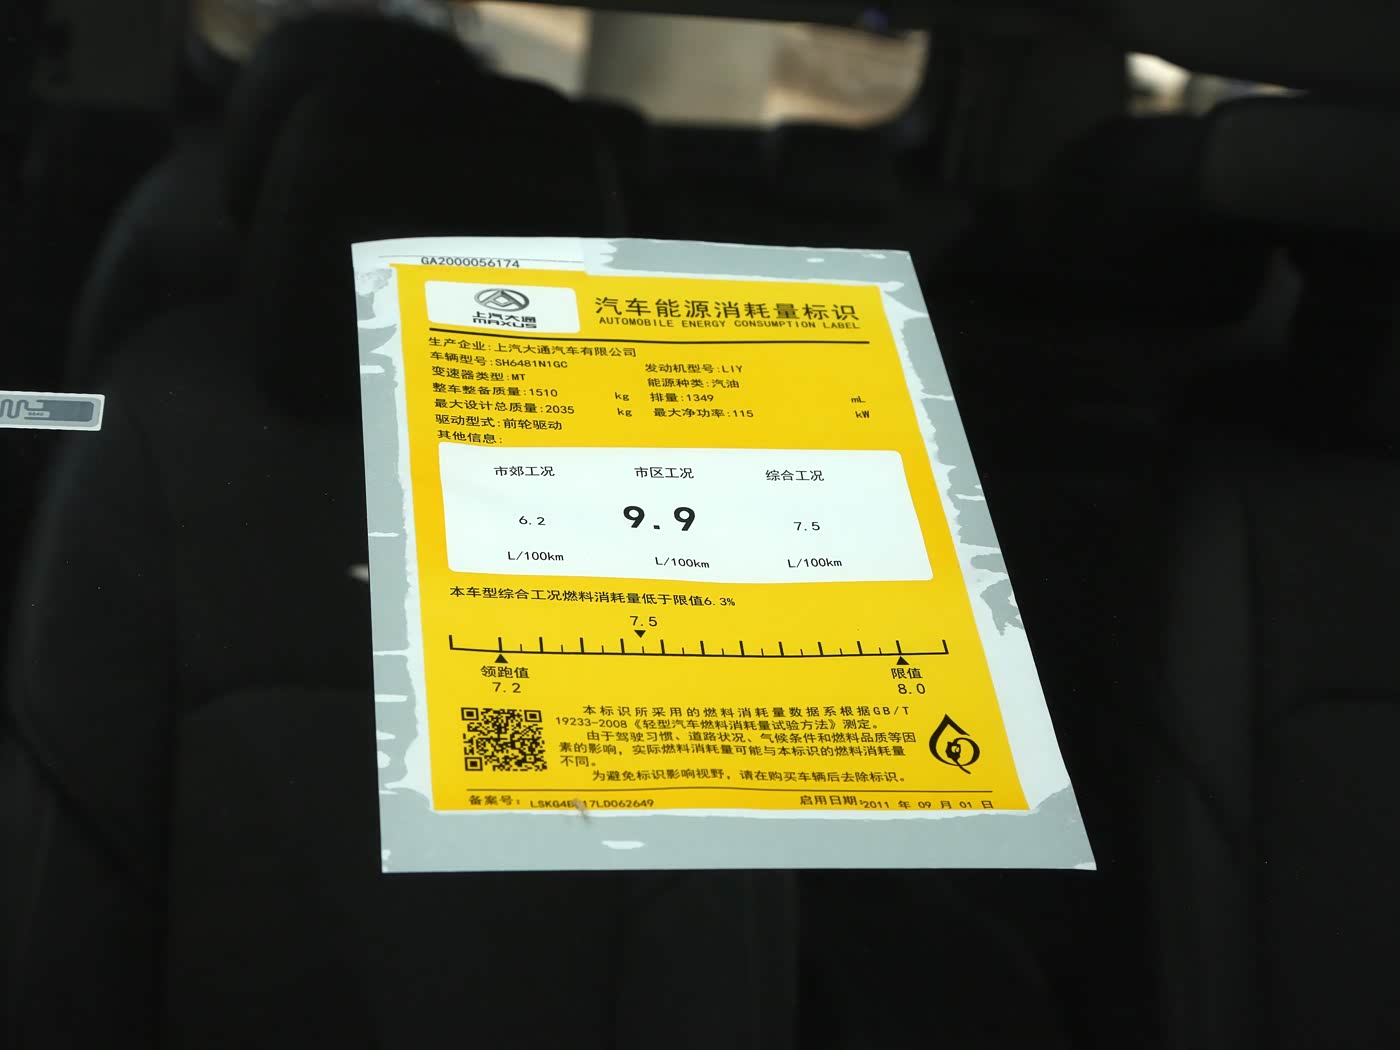 GA2000056174
上汽大通
MAXUS
汽车能源消耗量标识
AUTOMOBILE ENERGY CONSUMPTION LABEL
生产企业:上汽大通汽车有限公司
车辆型号:SH6481N1GC 发动机型号:LIY
变速器类型:MT 能源种类:汽油
整车整备质量:1510 kg 排量:1349 mL
最大设计总质量:2035 kg 最大净功率:115 kW
驱动型式:前轮驱动
其他信息:
市郊工况 市区工况 综合工况
6.2 9.9 7.5
L/100km L/100km L/100km
本车型综合工况燃料消耗量低于限值6.3%
7.5
领跑值 限值
7.2 8.0
本标识所采用的燃料消耗量数据系根据GB/T
19233-2008《轻型汽车燃料消耗量试验方法》测定。
由于驾驶习惯、道路状况、气候条件和燃料品质等因
素的影响，实际燃料消耗量可能与本标识的燃料消耗量
不同。
为避免标识影响视野，请在购买车辆后去除标识。
备案号: 启用日期:2011 年 09 月 01 日